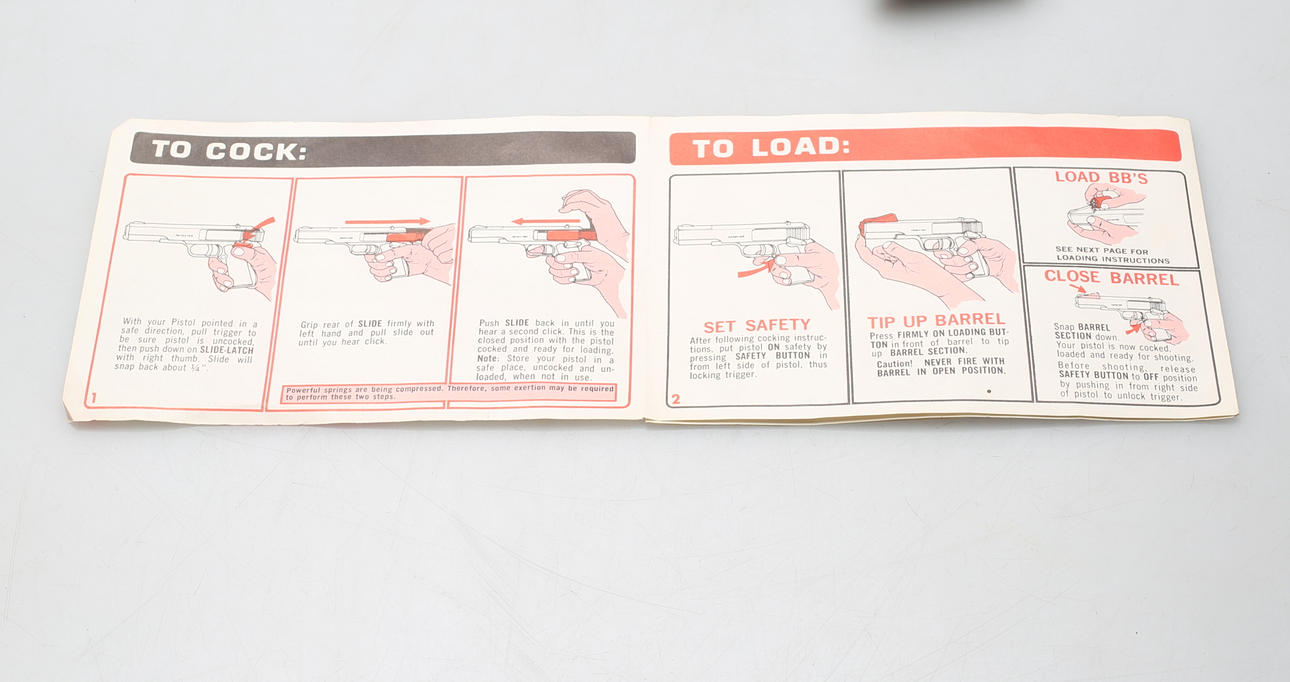 TO COCK:
With your Pistol pointed in a
safe direction, pull trigger to
be sure pistol is uncocked,
then push down on SLIDE-LATCH
with right thumb. Slide will
snap back about ¼".
Grip rear of SLIDE firmly with
left hand and pull slide out
until you hear click.
Push SLIDE back in until you
hear a second click. This is the
closed position with the pistol
cocked and ready for loading.
Note: Store your pistol in a
safe place, uncocked and un-
loaded, when not in use.
Powerful springs are being compressed. Therefore, some exertion may be required
to perform these two steps.
1
TO LOAD:
SET SAFETY
After following cocking instruc-
tions, put pistol ON safety by
pressing SAFETY BUTTON in
from left side of pistol, thus
locking trigger.
TIP UP BARREL
Press FIRMLY ON LOADING BUT-
TON in front of barrel to tip
up BARREL SECTION.
Caution! NEVER FIRE WITH
BARREL IN OPEN POSITION.
LOAD BB'S
SEE NEXT PAGE FOR
LOADING INSTRUCTIONS
CLOSE BARREL
Snap BARREL
SECTION down.
Your pistol is now cocked,
loaded and ready for shooting.
Before shooting, release
SAFETY BUTTON to OFF position
by pushing in from right side
of pistol to unlock trigger.
2